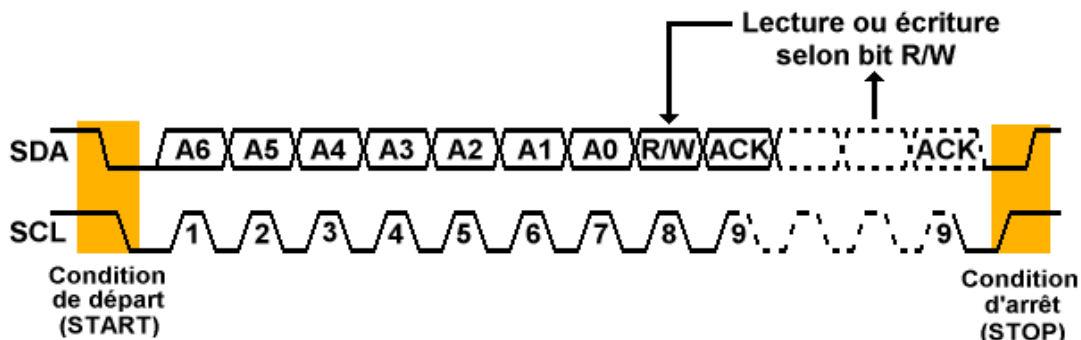 Lecture ou écriture
selon bit R/W
SDA A6 A5 A4 A3 A2 A1 A0 R/W ACK ACK
SCL 1 2 3 4 5 6 7 8 9 9
Condition
de départ
(START)
Condition
d'arrêt
(STOP)